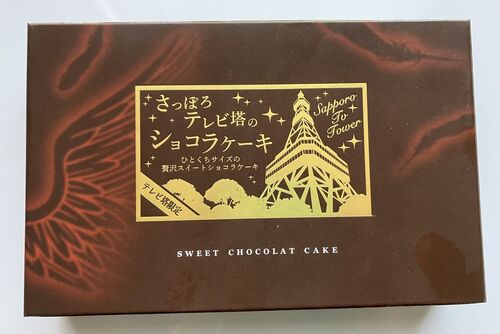 さっぽろ
テレビ塔の
ショコラケーキ
ひとくちサイズの
贅沢スイートショコラケーキ
テレビ塔限定
Sapporo
TV
Tower
SWEET CHOCOLAT CAKE